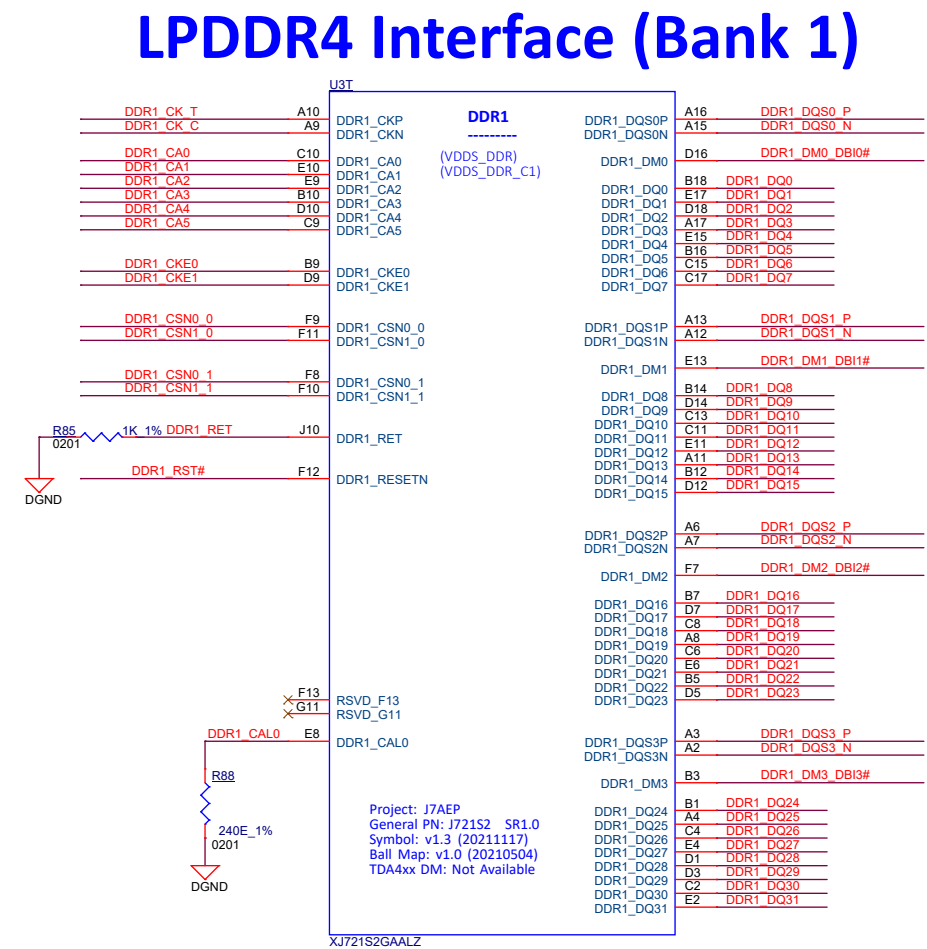 LPDDR4 Interface (Bank 1)
U3T
DDR1
---------
(VDDS_DDR)
(VDDS_DDR_C1)
DDR1_CK_T A10 DDR1_CKP
DDR1_CK_C A9 DDR1_CKN
DDR1_CA0 C10 DDR1_CA0
DDR1_CA1 E10 DDR1_CA1
DDR1_CA2 E9 DDR1_CA2
DDR1_CA3 B10 DDR1_CA3
DDR1_CA4 D10 DDR1_CA4
DDR1_CA5 C9 DDR1_CA5
DDR1_CKE0 B9 DDR1_CKE0
DDR1_CKE1 D9 DDR1_CKE1
DDR1_CSN0_0 F9 DDR1_CSN0_0
DDR1_CSN1_0 F11 DDR1_CSN1_0
DDR1_CSN0_1 F8 DDR1_CSN0_1
DDR1_CSN1_1 F10 DDR1_CSN1_1
R85 1K_1% DDR1_RET J10 DDR1_RET
0201
DGND
DDR1_RST# F12 DDR1_RESETN
F13 RSVD_F13
G11 RSVD_G11
DDR1_CAL0 E8 DDR1_CAL0
R88
240E_1%
0201
DGND
DDR1_DQS0P A16 DDR1_DQS0_P
DDR1_DQS0N A15 DDR1_DQS0_N
DDR1_DM0 D16 DDR1_DM0_DBI0#
DDR1_DQ0 B18 DDR1_DQ0
DDR1_DQ1 E17 DDR1_DQ1
DDR1_DQ2 D18 DDR1_DQ2
DDR1_DQ3 A17 DDR1_DQ3
DDR1_DQ4 E15 DDR1_DQ4
DDR1_DQ5 B16 DDR1_DQ5
DDR1_DQ6 C15 DDR1_DQ6
DDR1_DQ7 C17 DDR1_DQ7
DDR1_DQS1P A13 DDR1_DQS1_P
DDR1_DQS1N A12 DDR1_DQS1_N
DDR1_DM1 E13 DDR1_DM1_DBI1#
DDR1_DQ8 B14 DDR1_DQ8
DDR1_DQ9 D14 DDR1_DQ9
DDR1_DQ10 C13 DDR1_DQ10
DDR1_DQ11 C11 DDR1_DQ11
DDR1_DQ12 E11 DDR1_DQ12
DDR1_DQ13 A11 DDR1_DQ13
DDR1_DQ14 B12 DDR1_DQ14
DDR1_DQ15 D12 DDR1_DQ15
DDR1_DQS2P A6 DDR1_DQS2_P
DDR1_DQS2N A7 DDR1_DQS2_N
DDR1_DM2 F7 DDR1_DM2_DBI2#
DDR1_DQ16 B7 DDR1_DQ16
DDR1_DQ17 D7 DDR1_DQ17
DDR1_DQ18 C8 DDR1_DQ18
DDR1_DQ19 A8 DDR1_DQ19
DDR1_DQ20 C6 DDR1_DQ20
DDR1_DQ21 E6 DDR1_DQ21
DDR1_DQ22 B5 DDR1_DQ22
DDR1_DQ23 D5 DDR1_DQ23
DDR1_DQS3P A3 DDR1_DQS3_P
DDR1_DQS3N A2 DDR1_DQS3_N
DDR1_DM3 B3 DDR1_DM3_DBI3#
DDR1_DQ24 B1 DDR1_DQ24
DDR1_DQ25 A4 DDR1_DQ25
DDR1_DQ26 C4 DDR1_DQ26
DDR1_DQ27 E4 DDR1_DQ27
DDR1_DQ28 D1 DDR1_DQ28
DDR1_DQ29 D3 DDR1_DQ29
DDR1_DQ30 C2 DDR1_DQ30
DDR1_DQ31 E2 DDR1_DQ31
Project: J7AEP
General PN: J721S2 SR1.0
Symbol: v1.3 (20211117)
Ball Map: v1.0 (20210504)
TDA4xx DM: Not Available
XJ721S2GAALZ